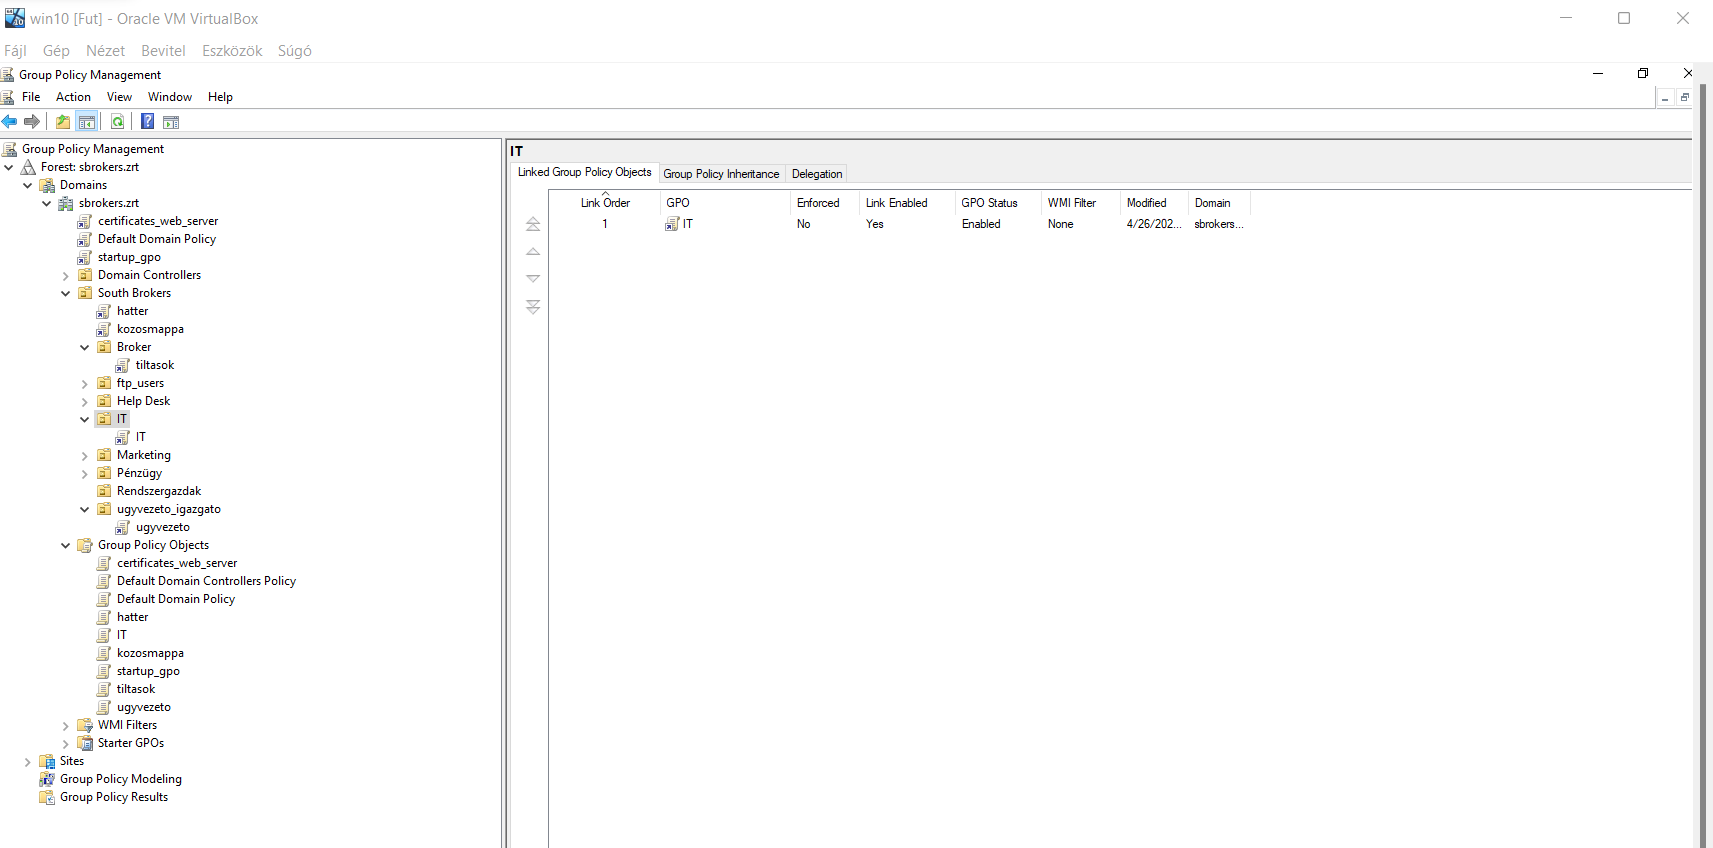 win10 [Fut] - Oracle VM VirtualBox
Fájl Gép Nézet Bevitel Eszközök Súgó
Group Policy Management
File Action View Window Help
Group Policy Management
Forest: sbrokers.zrt
Domains
sbrokers.zrt
certificates_web_server
Default Domain Policy
startup_gpo
Domain Controllers
South Brokers
hatter
kozosmappa
Broker
tiltasok
ftp_users
Help Desk
IT
IT
Marketing
Pénzügy
Rendszergazdak
ugyvezeto_igazgato
ugyvezeto
Group Policy Objects
certificates_web_server
Default Domain Controllers Policy
Default Domain Policy
hatter
IT
kozosmappa
startup_gpo
tiltasok
ugyvezeto
WMI Filters
Starter GPOs
Sites
Group Policy Modeling
Group Policy Results
IT
Linked Group Policy Objects Group Policy Inheritance Delegation
Link Order GPO Enforced Link Enabled GPO Status WMI Filter Modified Domain
1 IT No Yes Enabled None 4/26/202... sbrokers...